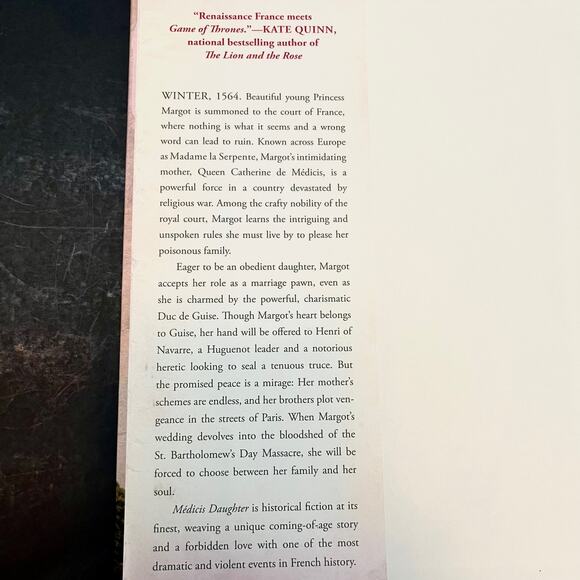 “Renaissance France meets
Game of Thrones.”—KATE QUINN,
national bestselling author of
The Lion and the Rose
WINTER, 1564. Beautiful young Princess
Margot is summoned to the court of France,
where nothing is what it seems and a wrong
word can lead to ruin. Known across Europe
as Madame la Serpente, Margot’s intimidating
mother, Queen Catherine de Médicis, is a
powerful force in a country devastated by
religious war. Among the crafty nobility of the
royal court, Margot learns the intriguing and
unspoken rules she must live by to please her
poisonous family.
Eager to be an obedient daughter, Margot
accepts her role as a marriage pawn, even as
she is charmed by the powerful, charismatic
Duc de Guise. Though Margot’s heart belongs
to Guise, her hand will be offered to Henri of
Navarre, a Huguenot leader and a notorious
heretic looking to seal a tenuous truce. But
the promised peace is a mirage: Her mother’s
schemes are endless, and her brothers plot ven-
geance in the streets of Paris. When Margot’s
wedding devolves into the bloodshed of the
St. Bartholomew’s Day Massacre, she will be
forced to choose between her family and her
soul.
Médicis Daughter is historical fiction at its
finest, weaving a unique coming-of-age story
and a forbidden love with one of the most
dramatic and violent events in French history.